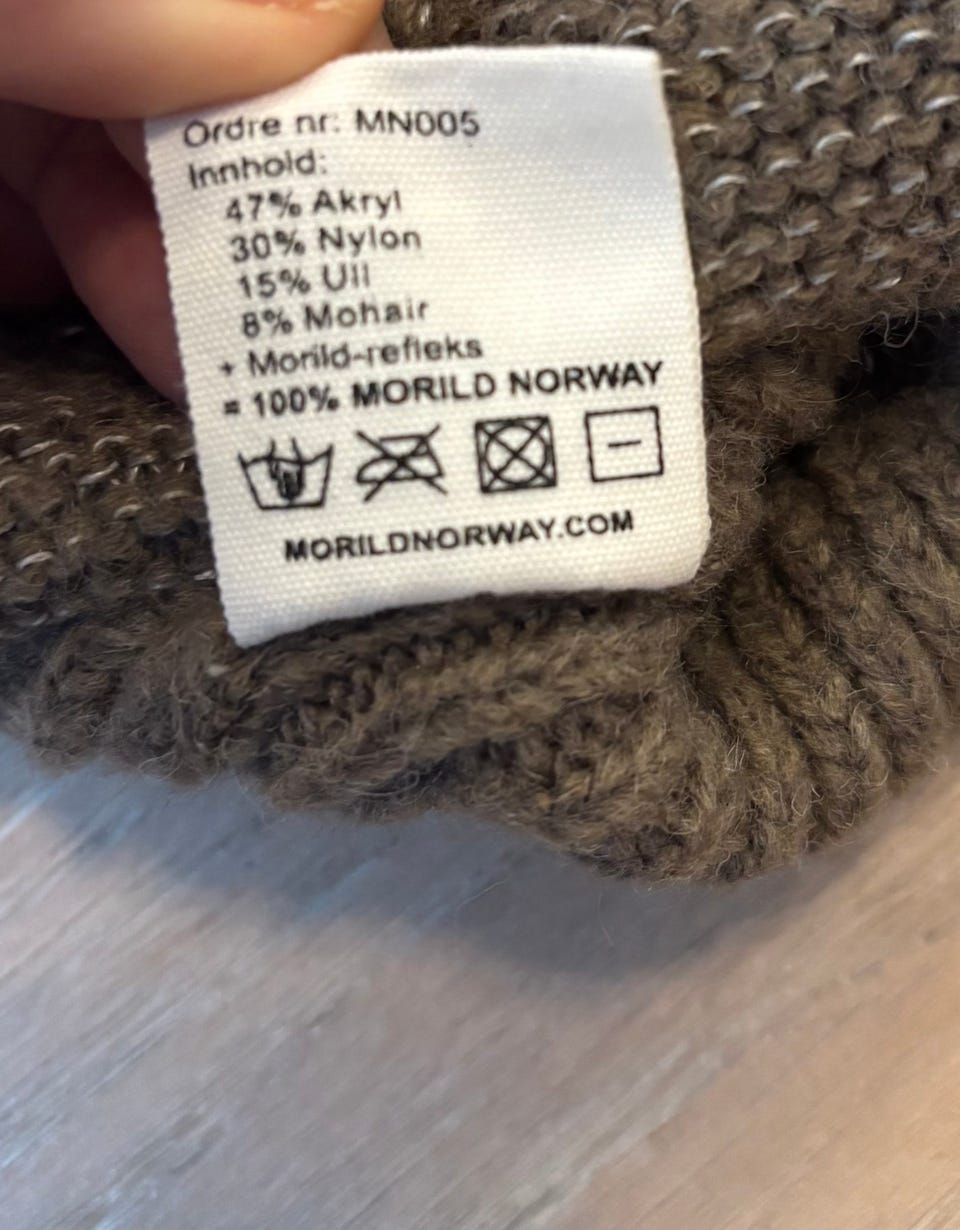 Ordre nr: MN005
Innhold:
47% Akryl
30% Nylon
15% Ull
8% Mohair
+ Morild-refleks
= 100% MORILD NORWAY
MORILDNORWAY.COM